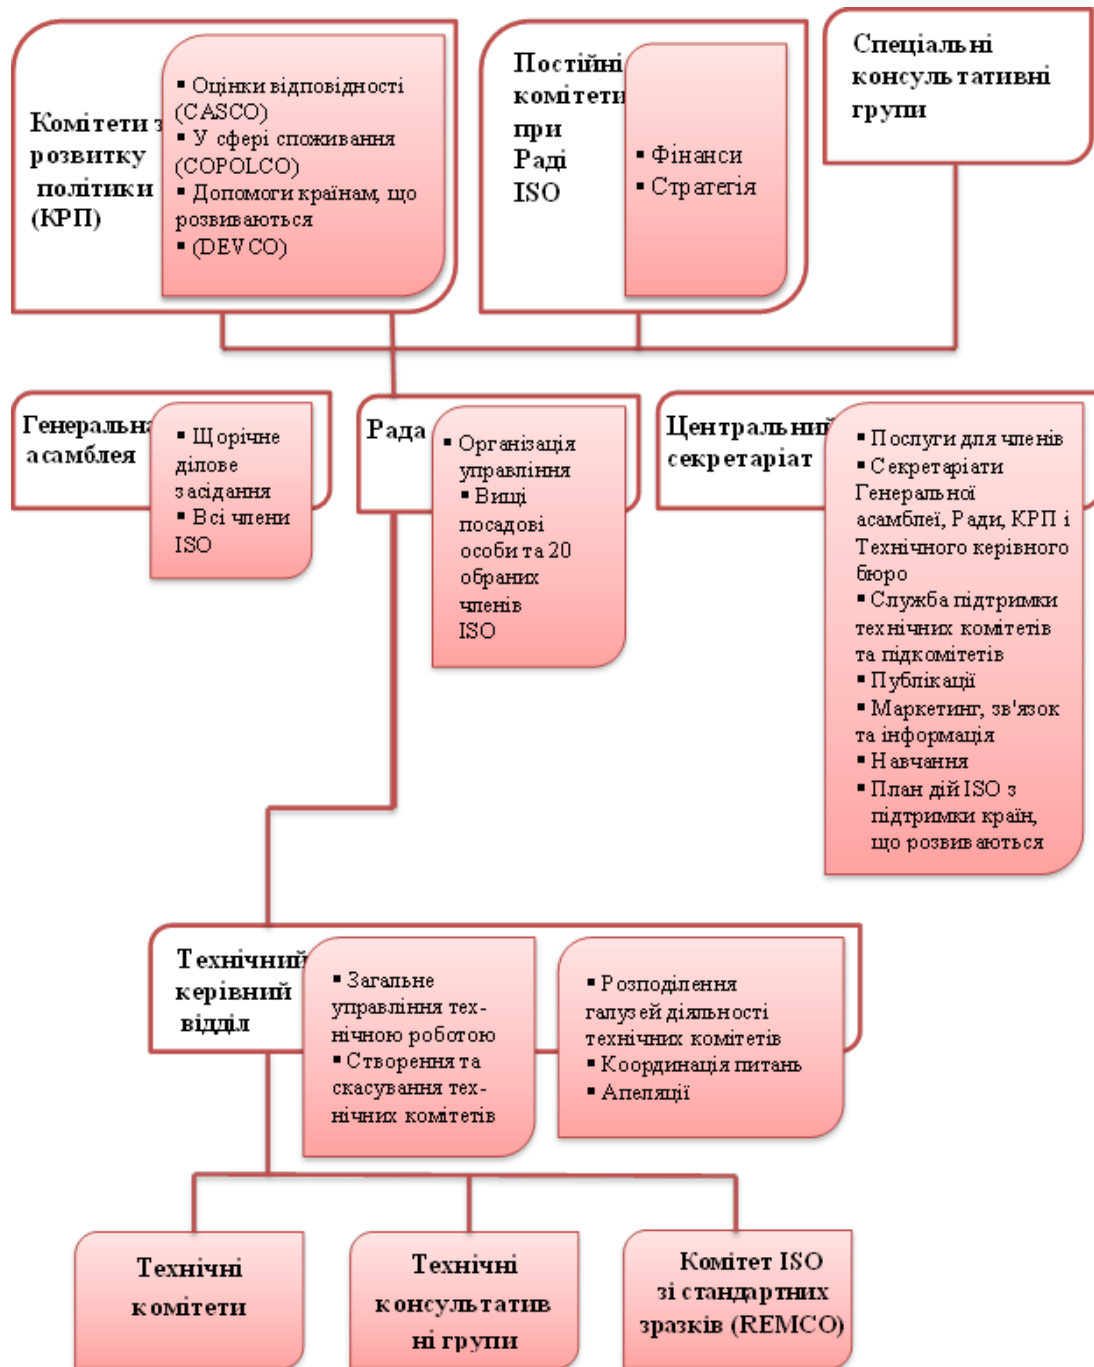 Комітети з
розвитку
політики
(КРП)
▪ Оцінки відповідності
(CASCO)
▪ У сфері споживання
(COPOLCO)
▪ Допомоги країнам, що
розвиваються
▪ (DEVCO)
Постійні
комітети
при
Раді
ISO
▪ Фінанси
▪ Стратегія
Спеціальні
консультативні
групи
Генеральна
асамблея
▪ Щорічне
ділове
засідання
▪ Всі члени
ISO
Рада
▪ Організація
управління
▪ Вищі
посадові
особи та 20
обраних
членів
ISO
Центральний
секретаріат
▪ Послуги для членів
▪ Секретаріати
Генеральної
асамблеї, Ради, КРП і
Технічного керівного
бюро
▪ Служба підтримки
технічних комітетів
та підкомітетів
▪ Публікації
▪ Маркетинг, зв'язок
та інформація
▪ Навчання
▪ План дій ISO з
підтримки країн,
що розвиваються
Технічний
керівний
відділ
▪ Загальне
управління тех-
нічною роботою
▪ Створення та
скасування тех-
нічних комітетів
▪ Розподілення
галузей діяльності
технічних комітетів
▪ Координація питань
▪ Апеляції
Технічні
комітети
Технічні
консультатив
ні групи
Комітет ISO
зі стандартних
зразків (REMCO)